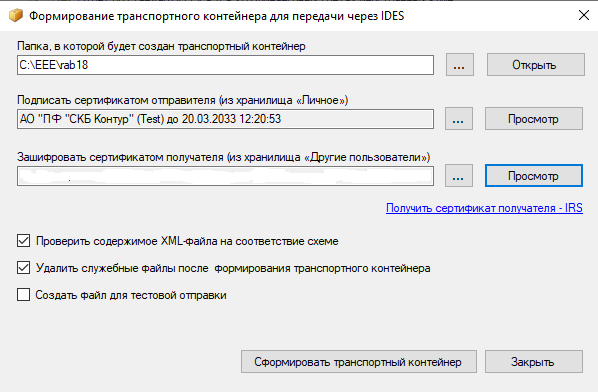 Формирование транспортного контейнера для передачи через IDES
Папка, в которой будет создан транспортный контейнер
C:\EEE\rab18 ... Открыть
Подписать сертификатом отправителя (из хранилища «Личное»)
АО "ПФ "СКБ Контур" (Test) до 20.03.2033 12:20:53 ... Просмотр
Зашифровать сертификатом получателя (из хранилища «Другие пользователи»)
... Просмотр
Получить сертификат получателя - IRS
Проверить содержимое XML-файла на соответствие схеме
Удалить служебные файлы после формирования транспортного контейнера
Создать файл для тестовой отправки
Сформировать транспортный контейнер Закрыть